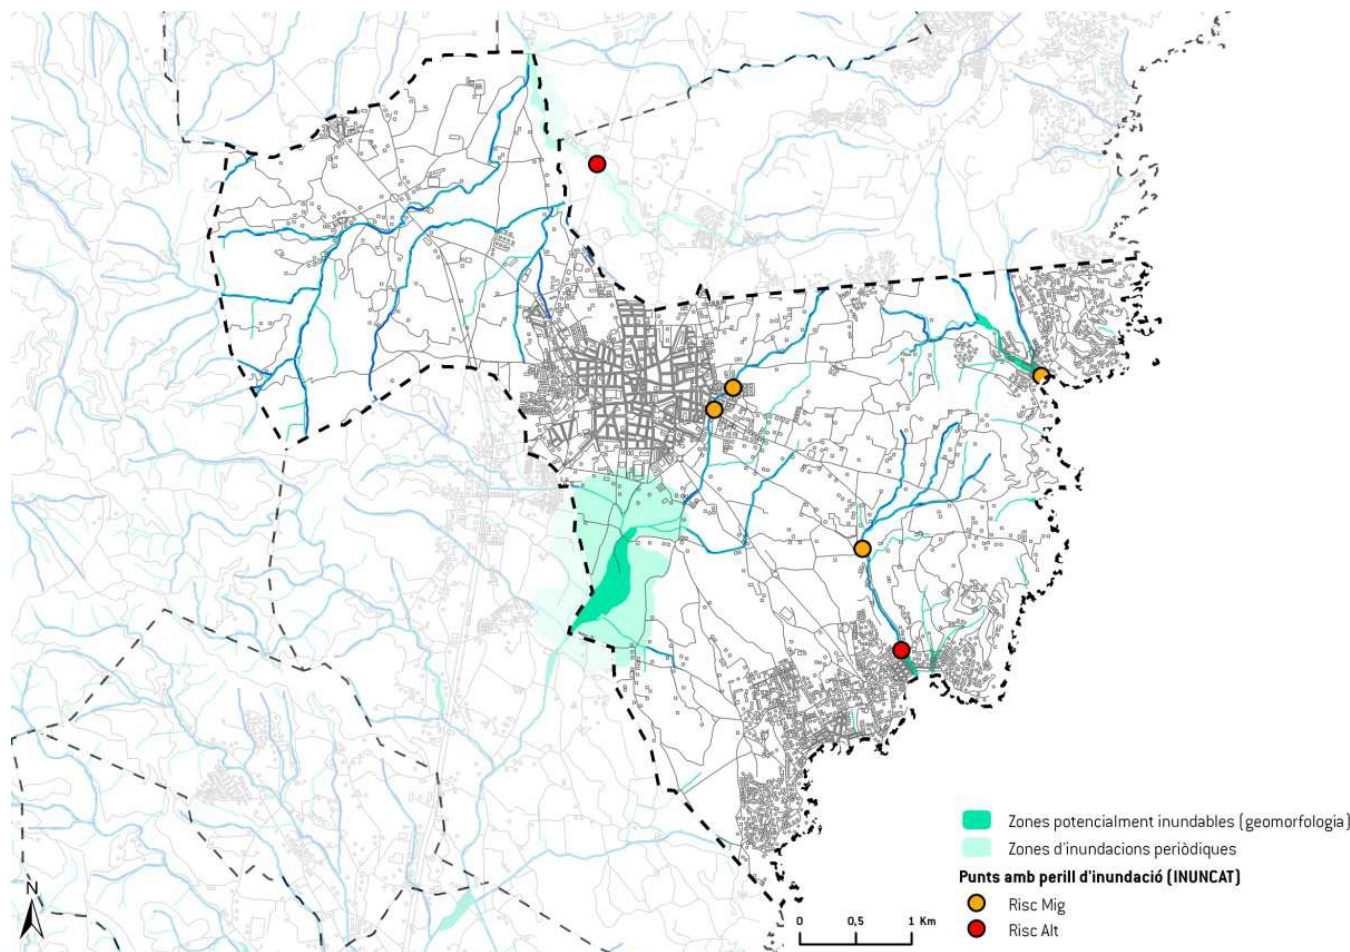 Zones potencialment inundables (geomorfologia)
Zones d'inundacions periòdiques
Punts amb perill d'inundació (INUNCAT)
Risc Mig
Risc Alt
0 0,5 1 Km
N